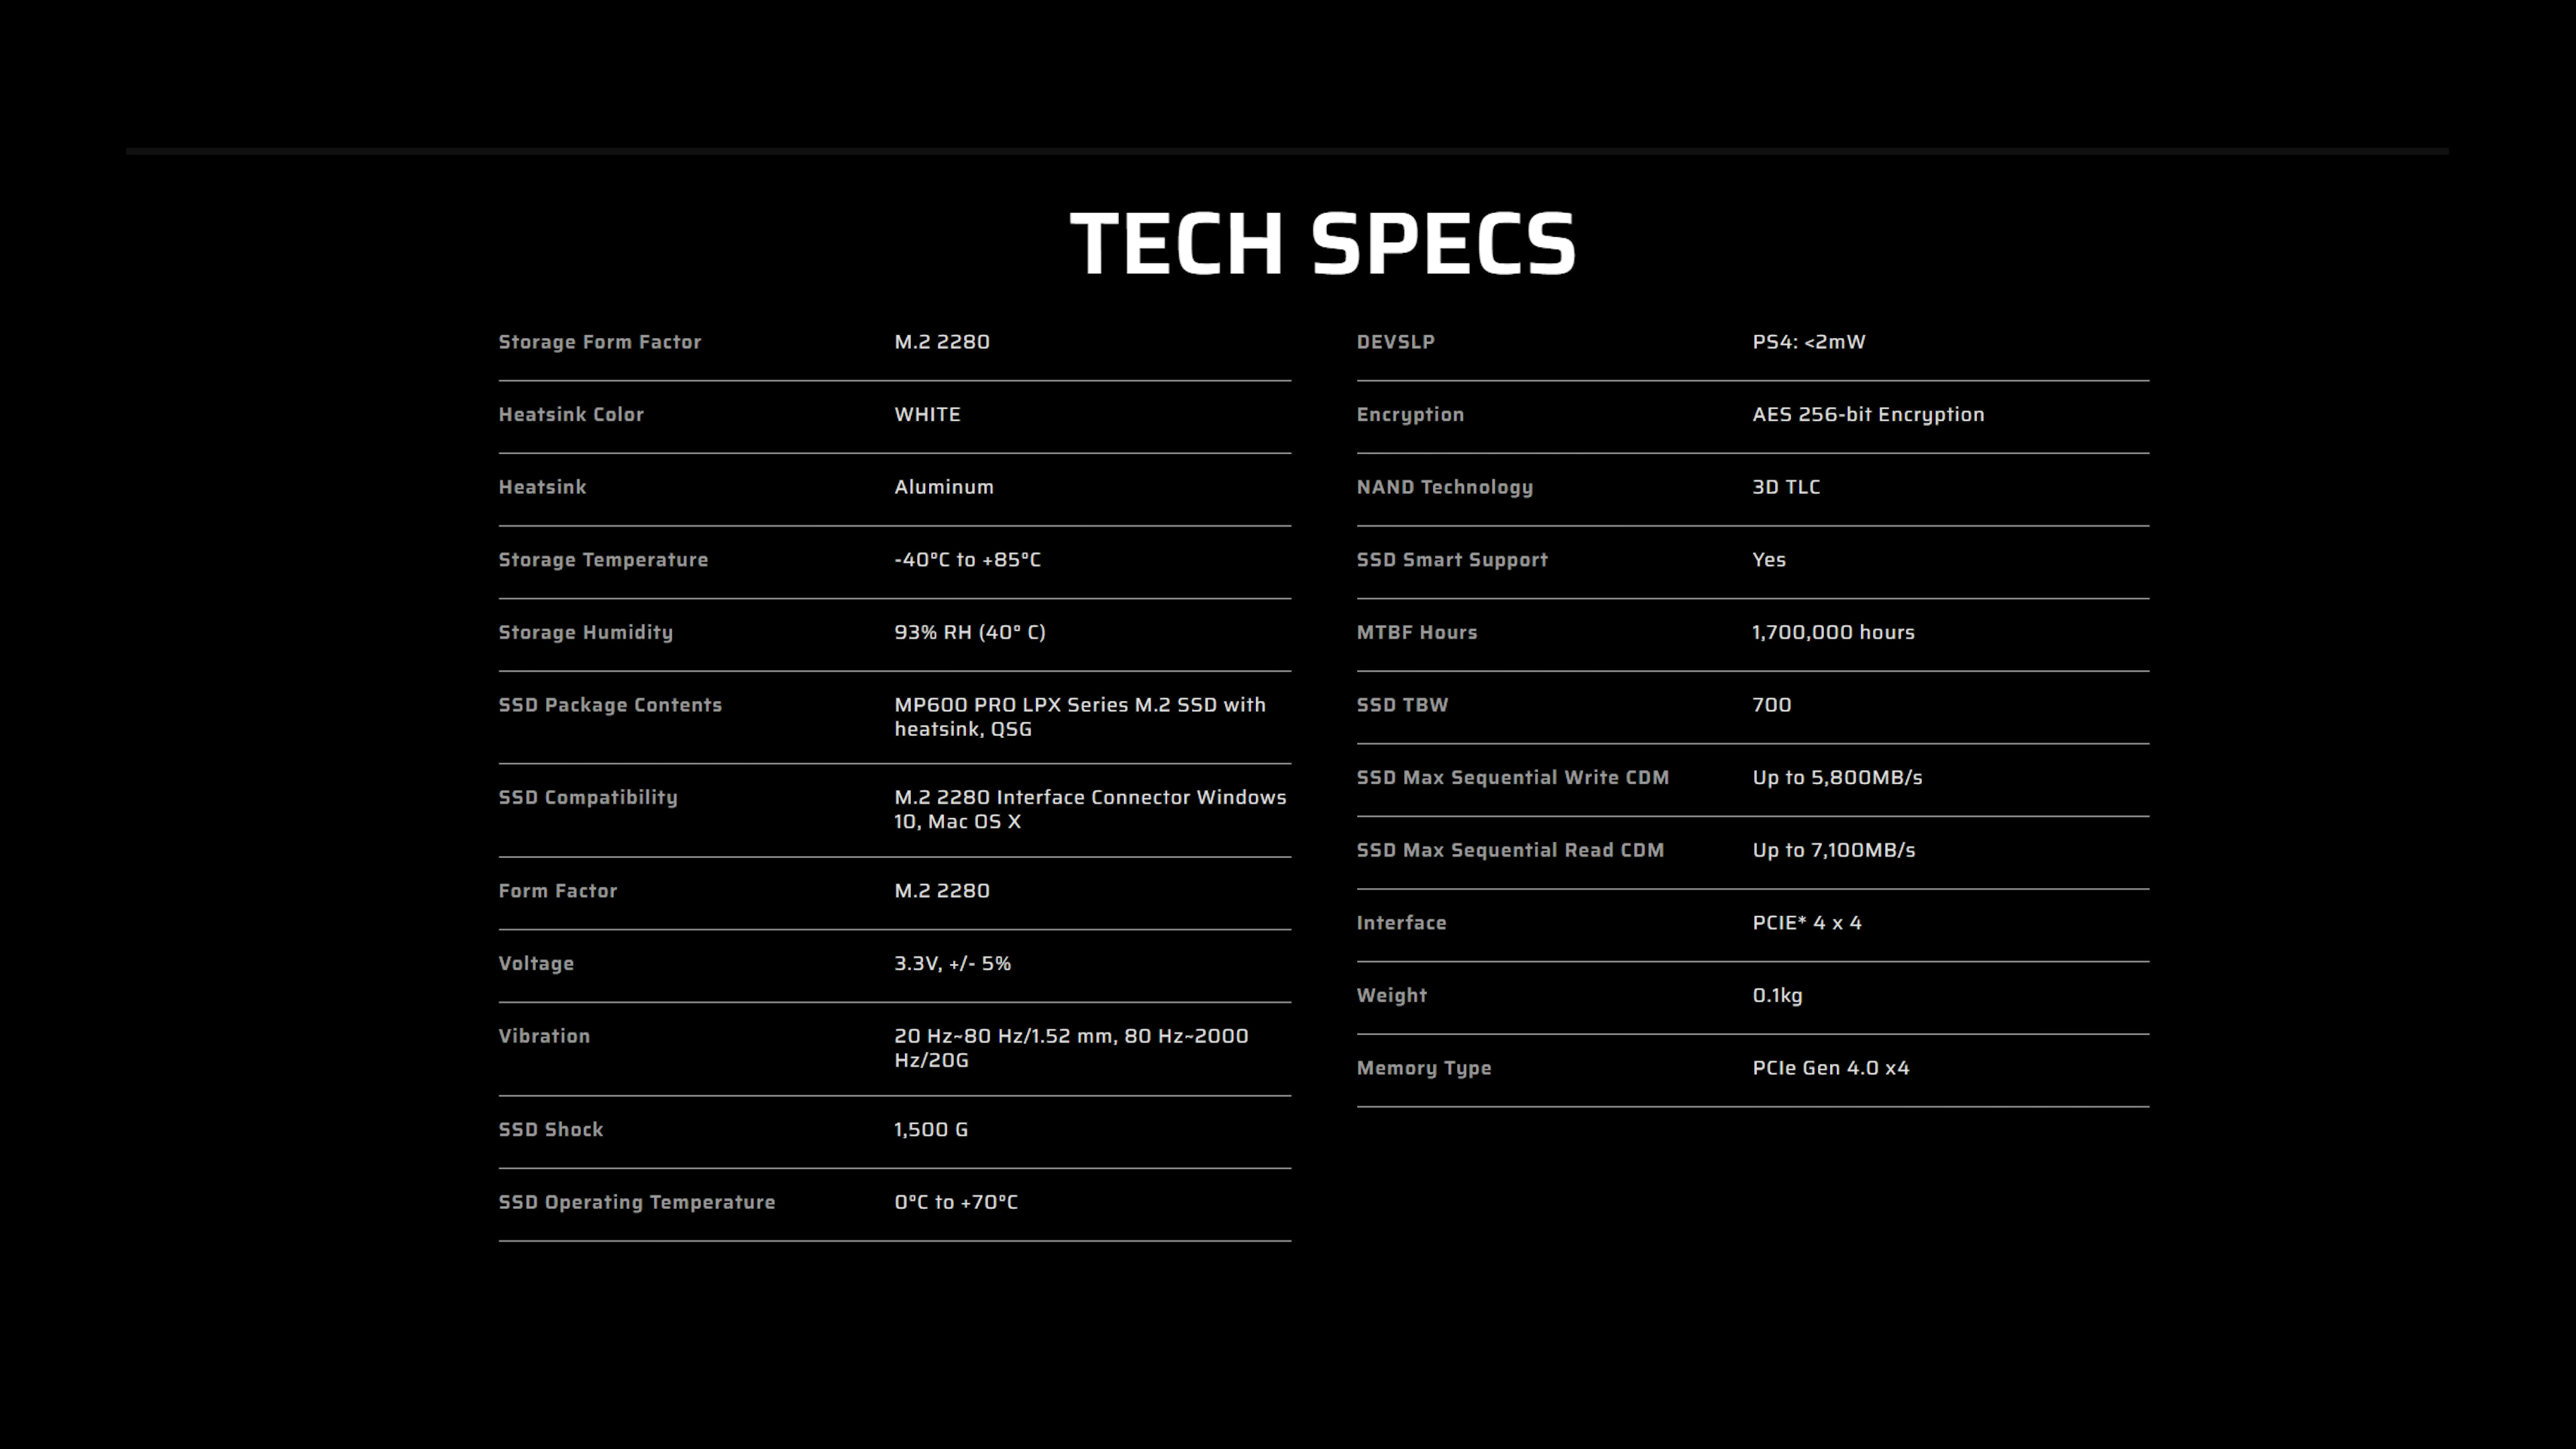 TECH SPECS
Storage Form Factor M.2 2280
Heatsink Color WHITE
Heatsink Aluminum
Storage Temperature -40°C to +85°C
Storage Humidity 93% RH (40° C)
SSD Package Contents MP600 PRO LPX Series M.2 SSD with
heatsink, QSG
SSD Compatibility M.2 2280 Interface Connector Windows
10, Mac OS X
Form Factor M.2 2280
Voltage 3.3V, +/- 5%
Vibration 20 Hz~80 Hz/1.52 mm, 80 Hz~2000
Hz/20G
SSD Shock 1,500 G
SSD Operating Temperature 0°C to +70°C
DEVSLP PS4: <2mW
Encryption AES 256-bit Encryption
NAND Technology 3D TLC
SSD Smart Support Yes
MTBF Hours 1,700,000 hours
SSD TBW 700
SSD Max Sequential Write CDM Up to 5,800MB/s
SSD Max Sequential Read CDM Up to 7,100MB/s
Interface PCIE* 4 x 4
Weight 0.1kg
Memory Type PCIe Gen 4.0 x4